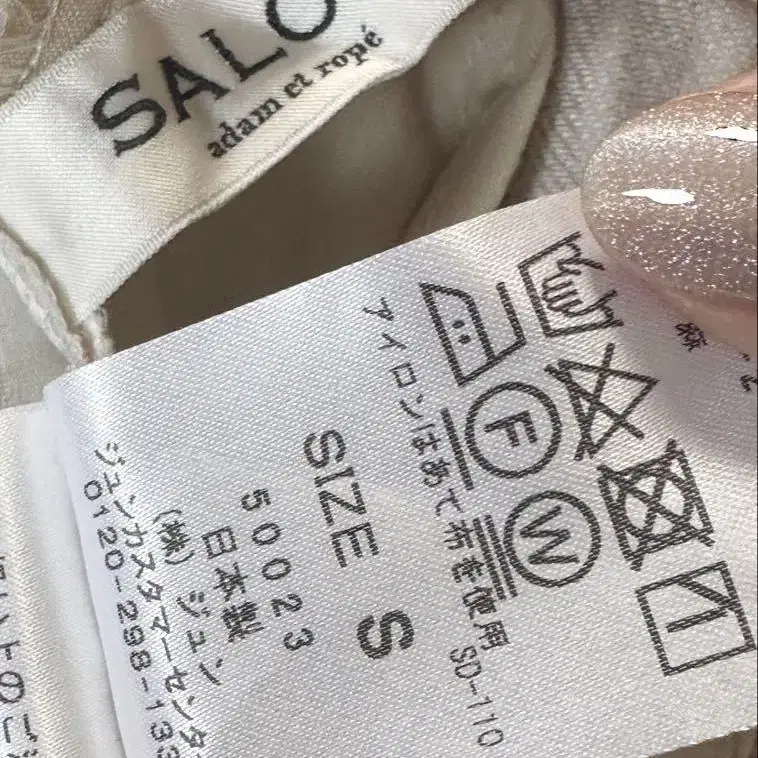 SALO
adam et ropé
アイロンはあて布を使用
SD-110
F
W
SIZE S
50023
日本製
(株)ジュン
ジュンカスタマーセンタ
0120-298-133